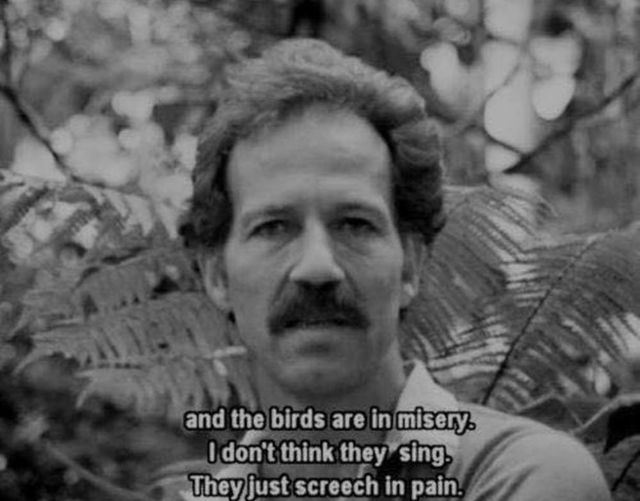 and the birds are in misery.
I don't think they sing.
They just screech in pain.